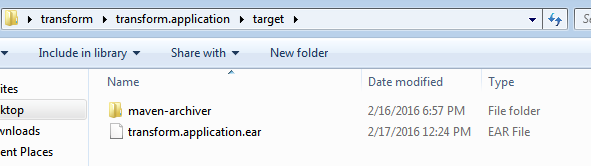 transform transform.application target Se
Include in library Share with New folder
Name Date modified Type
ites
ktop maven-archiver 2/16/2016 6:57 PM File folder
wnloads transform.application.ear 2/17/2016 12:24 PM EAR File
ent Places